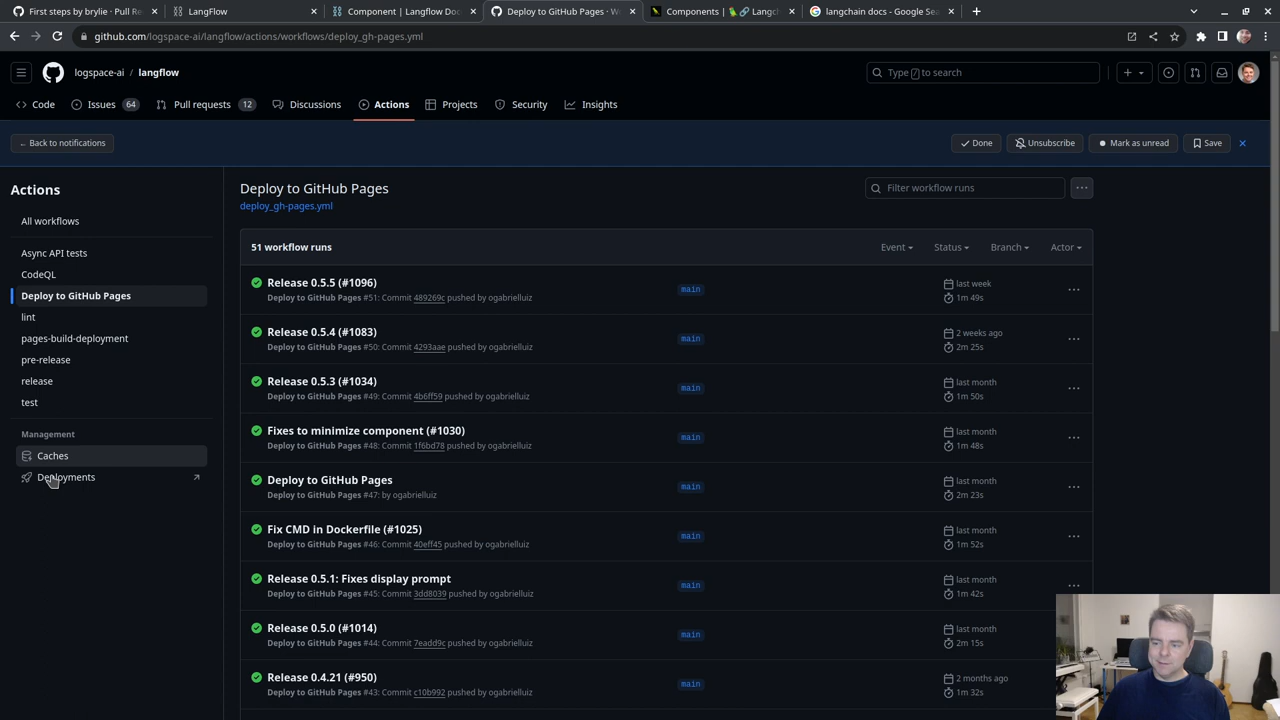 First steps by brylie · Pull Re
LangFlow
Component | Langflow Doc
Deploy to GitHub Pages · W
Components | 🦜🔗 Langch
langchain docs - Google Sea
github.com/logspace-ai/langflow/actions/workflows/deploy_gh-pages.yml
logspace-ai langflow
Type / to search
Code
Issues 64
Pull requests 12
Discussions
Actions
Projects
Security
Insights
← Back to notifications
Done
Unsubscribe
Mark as unread
Save
Actions
All workflows
Async API tests
CodeQL
Deploy to GitHub Pages
lint
pages-build-deployment
pre-release
release
test
Management
Caches
Deployments
Deploy to GitHub Pages
deploy_gh-pages.yml
Filter workflow runs
51 workflow runs
Event
Status
Branch
Actor
Release 0.5.5 (#1096)
Deploy to GitHub Pages #51: Commit 489269c pushed by ogabrielluiz
main
last week
1m 49s
Release 0.5.4 (#1083)
Deploy to GitHub Pages #50: Commit 4293aae pushed by ogabrielluiz
main
2 weeks ago
2m 25s
Release 0.5.3 (#1034)
Deploy to GitHub Pages #49: Commit 4b6ff59 pushed by ogabrielluiz
main
last month
1m 50s
Fixes to minimize component (#1030)
Deploy to GitHub Pages #48: Commit 1f6bd78 pushed by ogabrielluiz
main
last month
1m 48s
Deploy to GitHub Pages
Deploy to GitHub Pages #47: by ogabrielluiz
main
last month
2m 23s
Fix CMD in Dockerfile (#1025)
Deploy to GitHub Pages #46: Commit 40eff45 pushed by ogabrielluiz
main
last month
1m 52s
Release 0.5.1: Fixes display prompt
Deploy to GitHub Pages #45: Commit 3dd8039 pushed by ogabrielluiz
main
last month
1m 42s
Release 0.5.0 (#1014)
Deploy to GitHub Pages #44: Commit 7eadd9c pushed by ogabrielluiz
main
last month
2m 15s
Release 0.4.21 (#950)
Deploy to GitHub Pages #43: Commit c10b992 pushed by ogabrielluiz
main
2 months ago
1m 32s